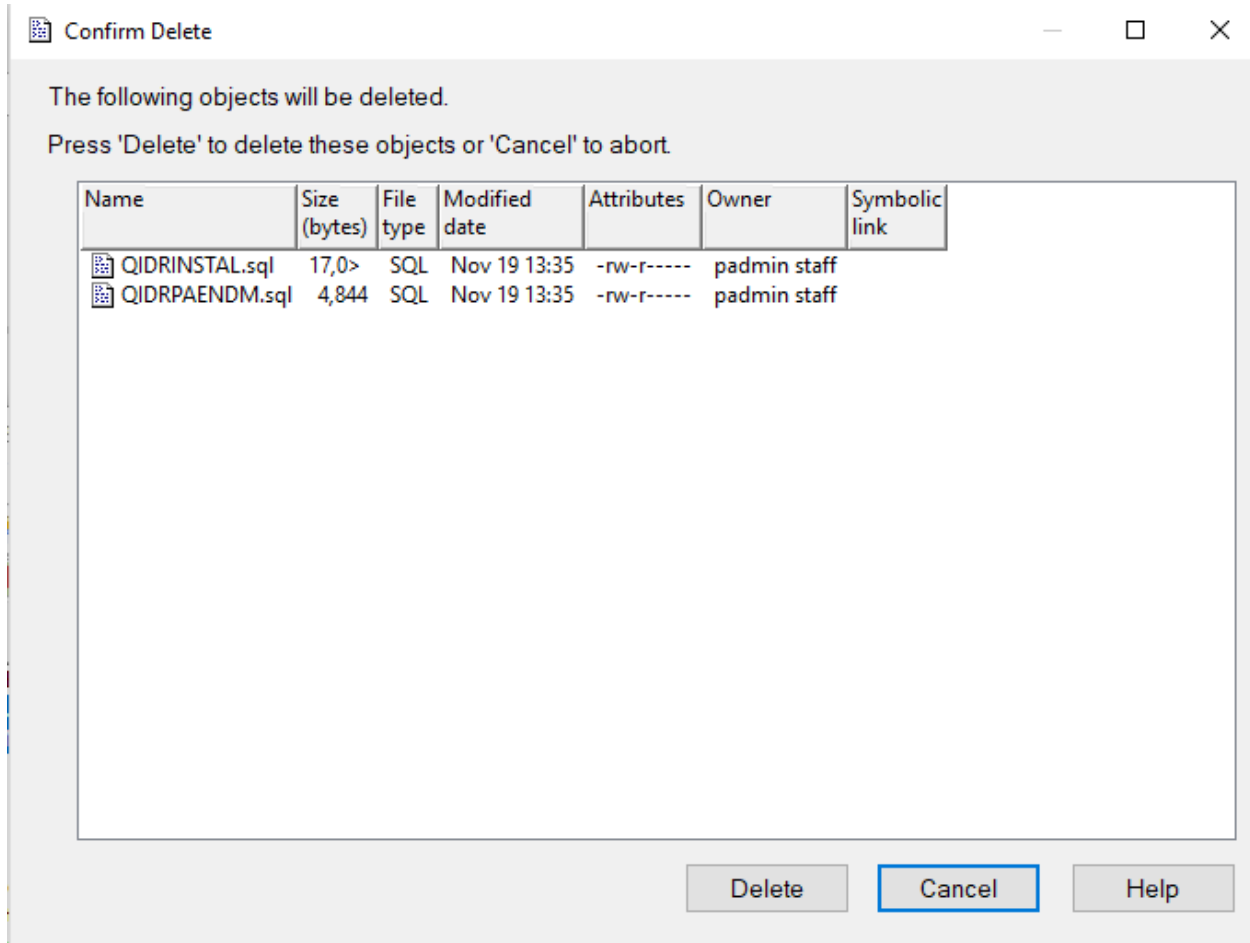 Confirm Delete
The following objects will be deleted.
Press 'Delete' to delete these objects or 'Cancel' to abort.
Name Size (bytes) File type Modified date Attributes Owner Symbolic link
QIDRINSTAL.sql 17,0> SQL Nov 19 13:35 -rw-r----- padmin staff
QIDRPAENDM.sql 4,844 SQL Nov 19 13:35 -rw-r----- padmin staff
Delete Cancel Help